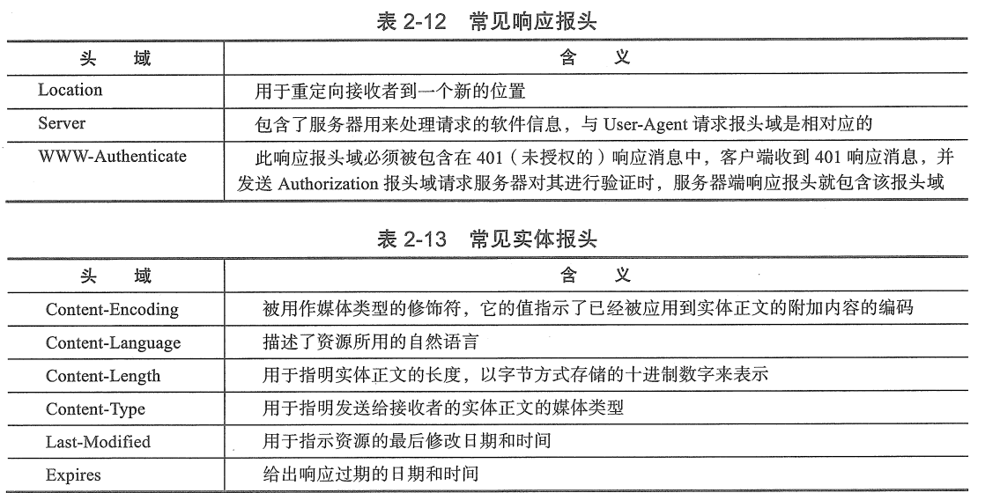 表 2-12 常见响应报头
头 域 含 义
Location 用于重定向接收者到一个新的位置
Server 包含了服务器用来处理请求的软件信息，与 User-Agent 请求报头域是相对应的
WWW-Authenticate 此响应报头域必须被包含在 401（未授权的）响应消息中，客户端收到 401 响应消息，并
发送 Authorization 报头域请求服务器对其进行验证时，服务器端响应报头就包含该报头域
表 2-13 常见实体报头
头 域 含 义
Content-Encoding 被用作媒体类型的修饰符，它的值指示了已经被应用到实体正文的附加内容的编码
Content-Language 描述了资源所用的自然语言
Content-Length 用于指明实体正文的长度，以字节方式存储的十进制数字来表示
Content-Type 用于指明发送给接收者的实体正文的媒体类型
Last-Modified 用于指示资源的最后修改日期和时间
Expires 给出响应过期的日期和时间